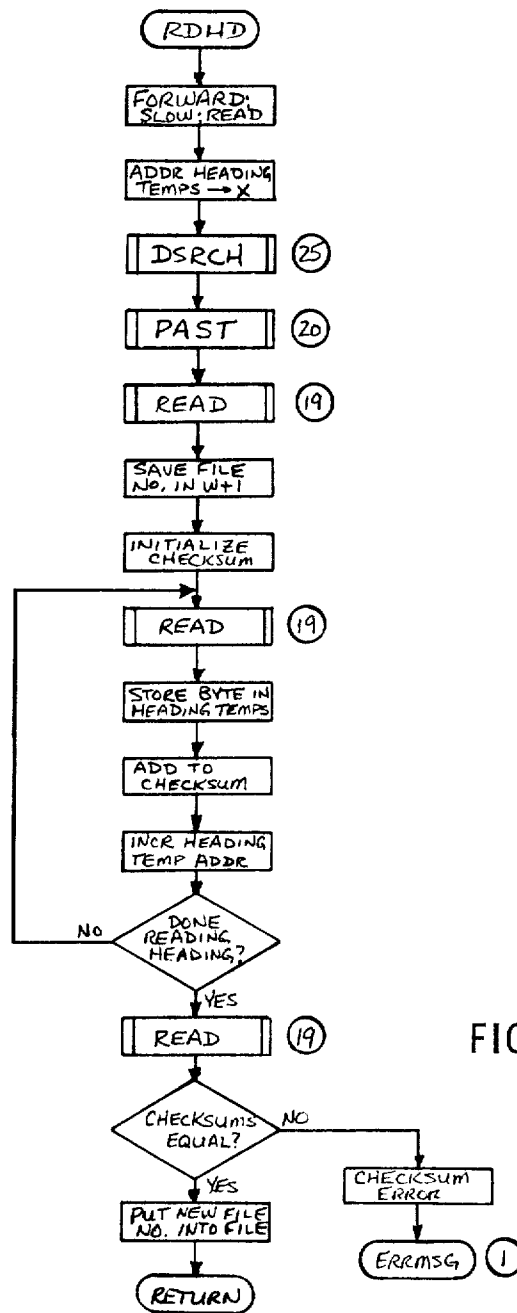 RDHD
FORWARD;
SLOW; READ
ADDR HEADING
TEMPS → X
DSRCH
25
PAST
20
READ
19
SAVE FILE
NO. IN W+1
INITIALIZE
CHECKSUM
READ
19
STORE BYTE IN
HEADING TEMPS
ADD TO
CHECKSUM
INCR HEADING
TEMP ADDR
DONE
READING
HEADING?
NO
YES
READ
19
FIG
CHECKSUMS
EQUAL?
NO
YES
CHECKSUM
ERROR
PUT NEW FILE
NO. INTO FILE
ERRMSG
1
RETURN